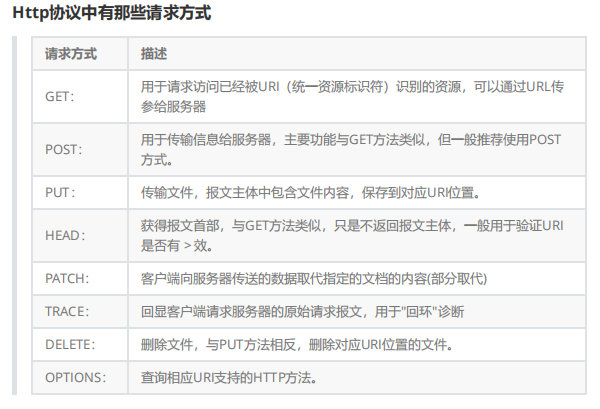 Http协议中有那些请求方式
请求方式 描述
GET： 用于请求访问已经被URI（统一资源标识符）识别的资源，可以通过URL传
参给服务器
POST： 用于传输信息给服务器，主要功能与GET方法类似，但一般推荐使用POST
方式。
PUT： 传输文件，报文主体中包含文件内容，保存到对应URI位置。
HEAD： 获得报文首部，与GET方法类似，只是不返回报文主体，一般用于验证URI
是否有 > 效。
PATCH： 客户端向服务器传送的数据取代指定的文档的内容(部分取代)
TRACE： 回显客户端请求服务器的原始请求报文，用于"回环"诊断
DELETE： 删除文件，与PUT方法相反，删除对应URI位置的文件。
OPTIONS： 查询相应URI支持的HTTP方法。